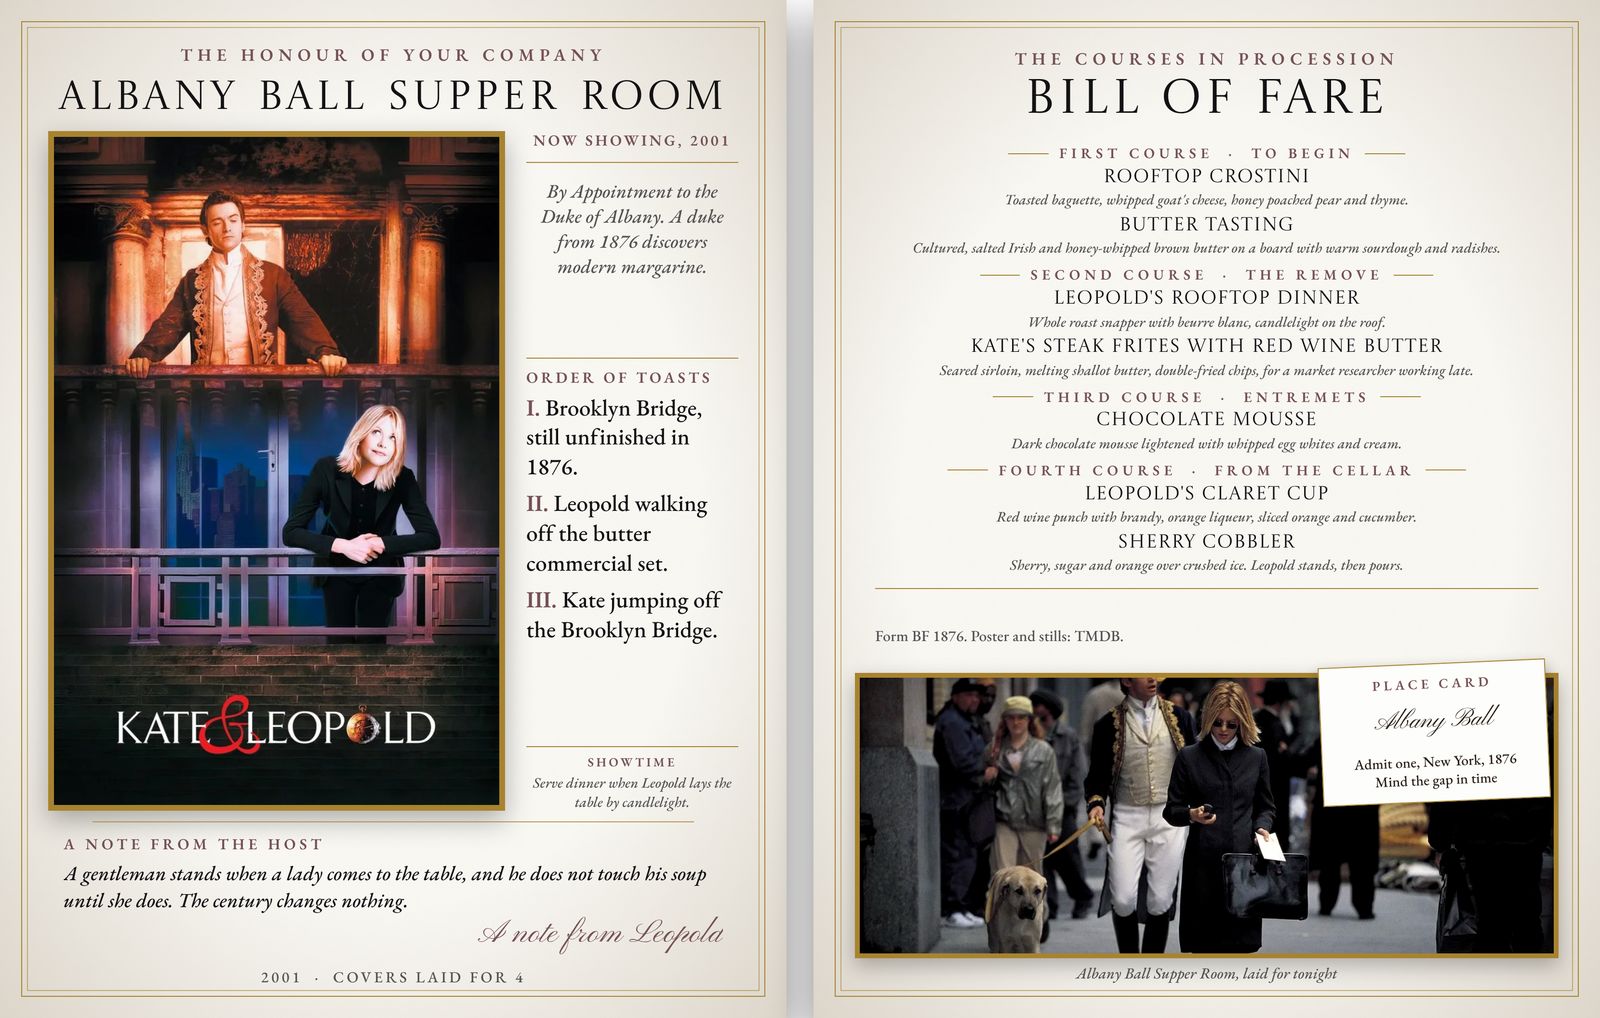 THE HONOUR OF YOUR COMPANY
ALBANY BALL SUPPER ROOM
NOW SHOWING, 2001
By Appointment to the
Duke of Albany. A duke
from 1876 discovers
modern margarine.
ORDER OF TOASTS
I. Brooklyn Bridge,
still unfinished in
1876.
II. Leopold walking
off the butter
commercial set.
III. Kate jumping off
the Brooklyn Bridge.
KATE & LEOPOLD
SHOWTIME
Serve dinner when Leopold lays the
table by candlelight.
A NOTE FROM THE HOST
A gentleman stands when a lady comes to the table, and he does not touch his soup
until she does. The century changes nothing.
A note from Leopold
2001 · COVERS LAID FOR 4
THE COURSES IN PROCESSION
BILL OF FARE
FIRST COURSE · TO BEGIN
ROOFTOP CROSTINI
Toasted baguette, whipped goat's cheese, honey poached pear and thyme.
BUTTER TASTING
Cultured, salted Irish and honey-whipped brown butter on a board with warm sourdough and radishes.
SECOND COURSE · THE REMOVE
LEOPOLD'S ROOFTOP DINNER
Whole roast snapper with beurre blanc, candlelight on the roof.
KATE'S STEAK FRITES WITH RED WINE BUTTER
Seared sirloin, melting shallot butter, double-fried chips, for a market researcher working late.
THIRD COURSE · ENTREMETS
CHOCOLATE MOUSSE
Dark chocolate mousse lightened with whipped egg whites and cream.
FOURTH COURSE · FROM THE CELLAR
LEOPOLD'S CLARET CUP
Red wine punch with brandy, orange liqueur, sliced orange and cucumber.
SHERRY COBBLER
Sherry, sugar and orange over crushed ice. Leopold stands, then pours.
Form BF 1876. Poster and stills: TMDB.
PLACE CARD
Albany Ball
Admit one, New York, 1876
Mind the gap in time
Albany Ball Supper Room, laid for tonight